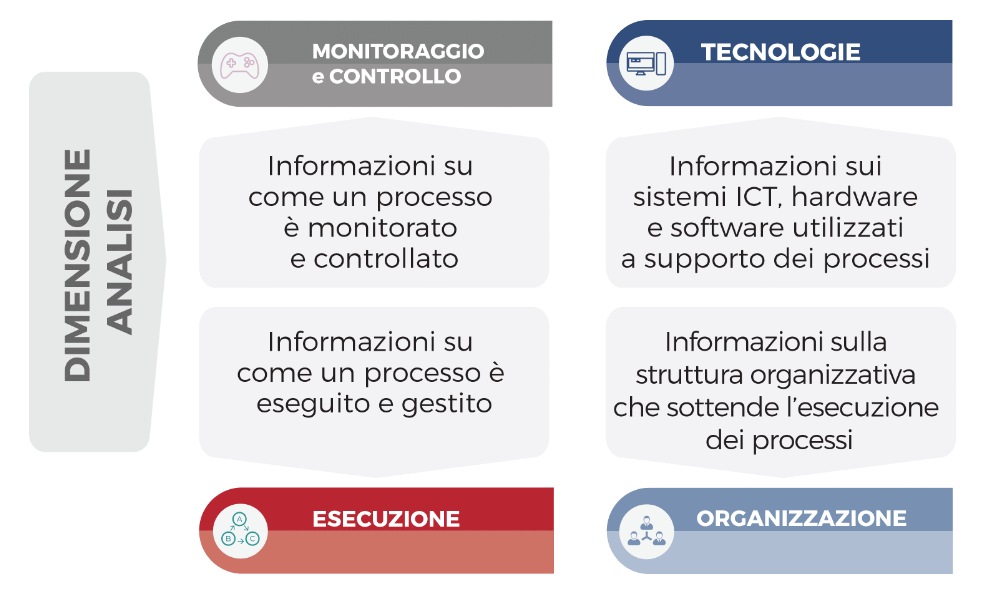 DIMENSIONE
ANALISI
MONITORAGGIO
e CONTROLLO
Informazioni su
come un processo
è monitorato
e controllato
TECNOLOGIE
Informazioni sui
sistemi ICT, hardware
e software utilizzati
a supporto dei processi
Informazioni su
come un processo è
eseguito e gestito
ESECUZIONE
A
B
C
Informazioni sulla
struttura organizzativa
che sottende l’esecuzione
dei processi
ORGANIZZAZIONE